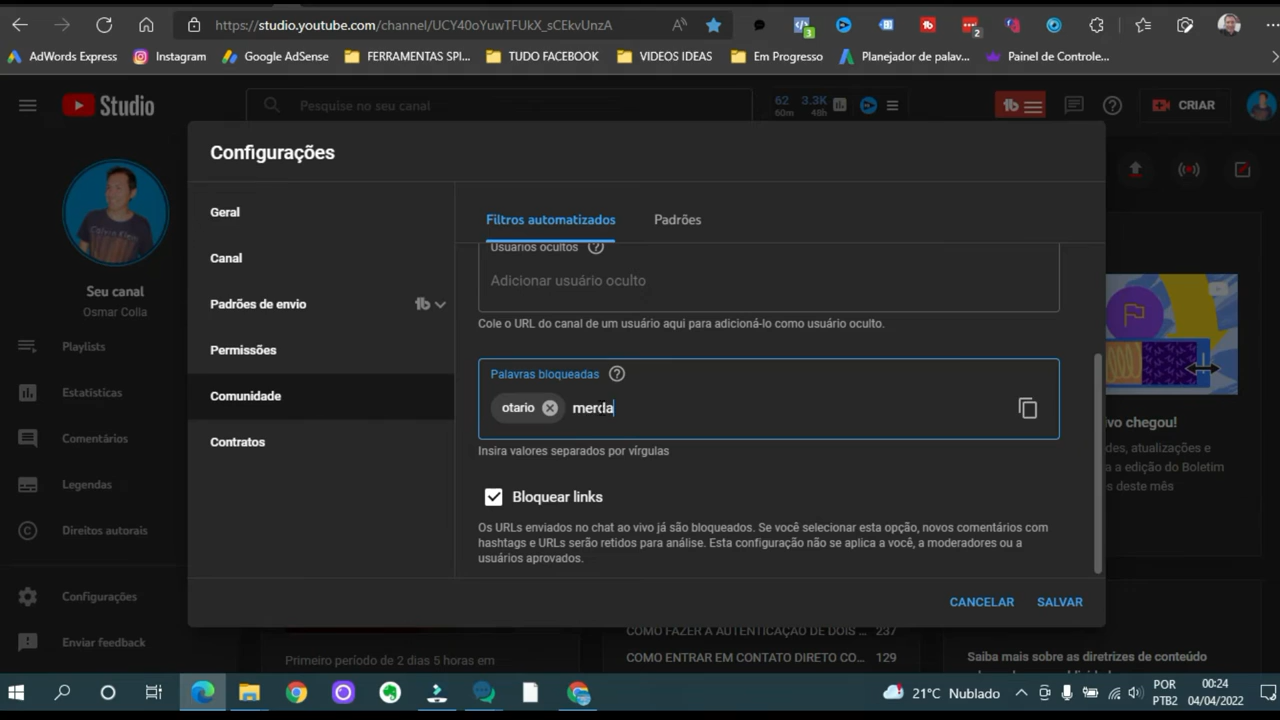 https://studio.youtube.com/channel/UCY40oYuwTFUkX_sCEkvUnzA
AdWords Express
Instagram
Google AdSense
FERRAMENTAS SPI...
TUDO FACEBOOK
VIDEOS IDEAS
Em Progresso
Planejador de palav...
Painel de Controle...
Studio
Pesquise no seu canal
62 3.3K
60m 48h
CRIAR
Configurações
Geral
Canal
Padrões de envio
Permissões
Comunidade
Contratos
Filtros automatizados
Padrões
Usuários ocultos
Adicionar usuário oculto
Cole o URL do canal de um usuário aqui para adicioná-lo como usuário oculto.
Palavras bloqueadas
otario
merda
Insira valores separados por vírgulas
Bloquear links
Os URLs enviados no chat ao vivo já são bloqueados. Se você selecionar esta opção, novos comentários com
hashtags e URLs serão retidos para análise. Esta configuração não se aplica a você, a moderadores ou a
usuários aprovados.
CANCELAR
SALVAR
Seu canal
Osmar Colla
Playlists
Estatísticas
Comentários
Legendas
Direitos autorais
Configurações
Enviar feedback
Primeiro período de 2 dias 5 horas em
COMO FAZER A AUTENTICAÇÃO DE DOIS ... 237
COMO ENTRAR EM CONTATO DIRETO CO... 129
vo chegou!
, atualizações e
a edição do Boletim
s deste mês
Saiba mais sobre as diretrizes de conteúdo
21°C Nublado
POR
PTB2
00:24
04/04/2022